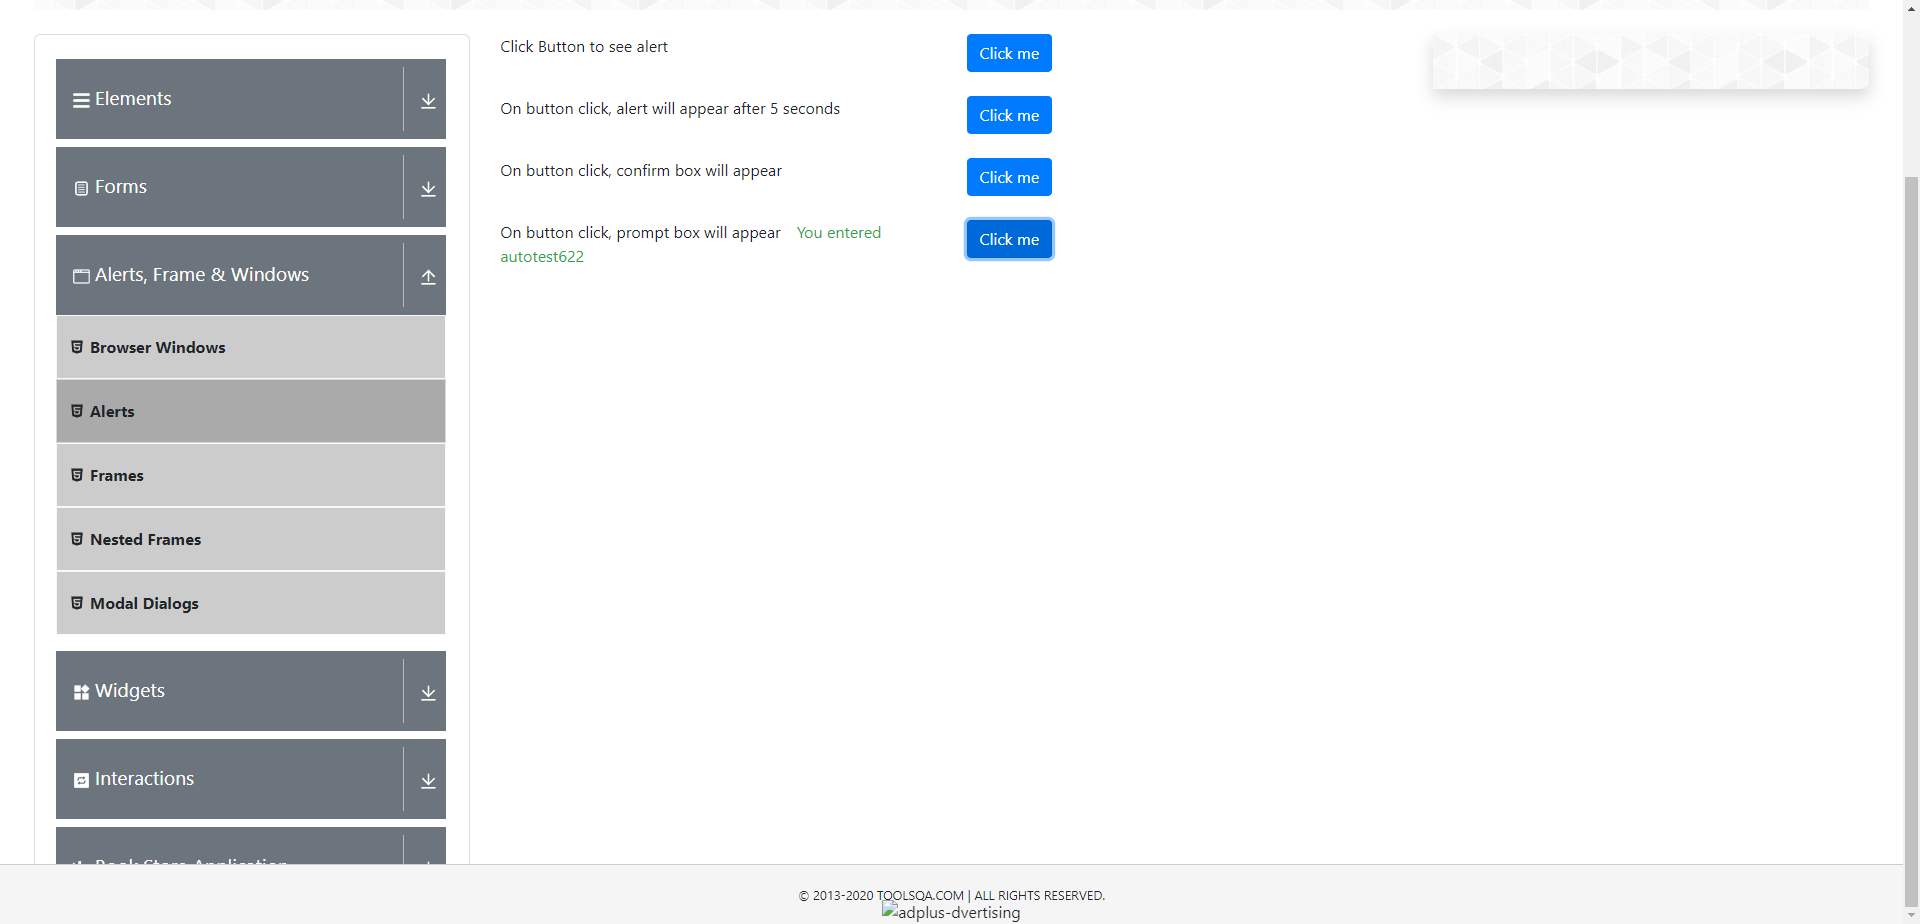 Elements
Forms
Alerts, Frame & Windows
Browser Windows
Alerts
Frames
Nested Frames
Modal Dialogs
Widgets
Interactions
Book Store Application
Click Button to see alert
Click me
On button click, alert will appear after 5 seconds
Click me
On button click, confirm box will appear
Click me
On button click, prompt box will appear You entered
autotest622
Click me
© 2013-2020 TOOLSQA.COM | ALL RIGHTS RESERVED.
adplus-dvertising